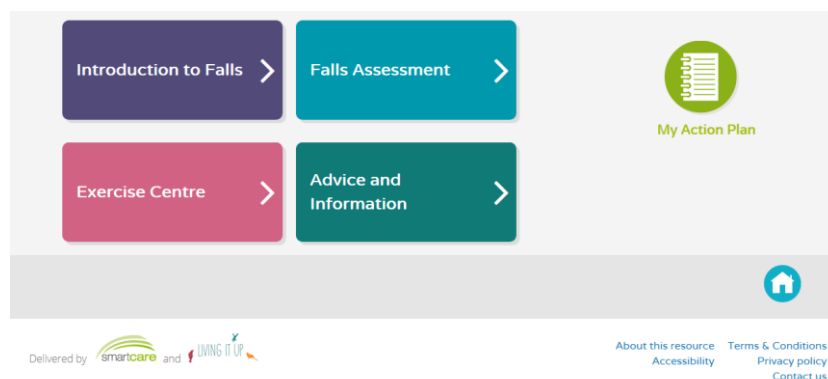 Introduction to Falls
Falls Assessment
My Action Plan
Exercise Centre
Advice and
Information
Delivered by smartcare and LIVING IT UP
About this resource Terms & Conditions
Accessibility Privacy policy
Contact us